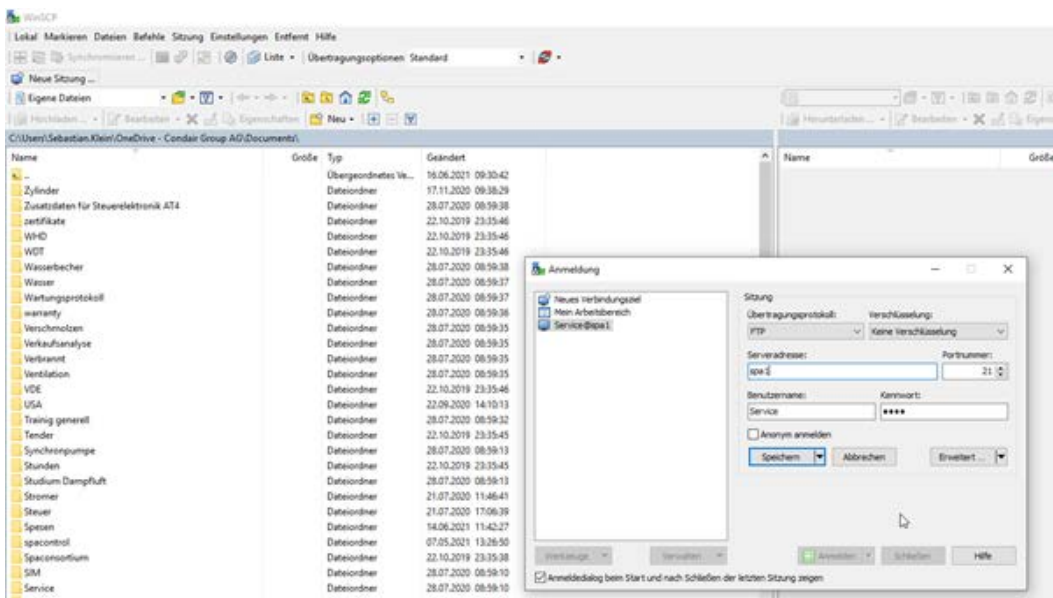 WinSCP
Lokal Markieren Dateien Befehle Sitzung Einstellungen Entfernt Hilfe
Synchronisieren ... Liste Übertragungsoptionen Standard
Neue Sitzung ...
Eigene Dateien
Hochladen ... Bearbeiten Eigenschaften Neu Herunterladen ... Bearbeiten
C:\Users\Sebastian.Klein\OneDrive - Condair Group AG\Documents\
Name Größe Typ Geändert Name Größe
.. Übergeordnetes Ve... 16.06.2021 09:30:42
Zylinder Dateiordner 17.11.2020 09:38:29
Zusatzdaten für Steuerelektronik AT4 Dateiordner 28.07.2020 08:59:38
zertifikate Dateiordner 22.10.2019 23:35:46
WHD Dateiordner 22.10.2019 23:35:46
WDT Dateiordner 22.10.2019 23:35:46
Wasserbecher Dateiordner 28.07.2020 08:59:38
Wasser Dateiordner 28.07.2020 08:59:37
Wartungsprotokoll Dateiordner 28.07.2020 08:59:37
warranty Dateiordner 28.07.2020 08:59:36
Verschmolzen Dateiordner 28.07.2020 08:59:35
Verkaufsanalyse Dateiordner 28.07.2020 08:59:35
Verbrannt Dateiordner 28.07.2020 08:59:35
Ventilation Dateiordner 28.07.2020 08:59:35
VDE Dateiordner 22.10.2019 23:35:46
USA Dateiordner 22.09.2020 14:10:13
Trainig generell Dateiordner 28.07.2020 08:59:32
Tender Dateiordner 22.10.2019 23:35:45
Synchronpumpe Dateiordner 28.07.2020 08:59:13
Stunden Dateiordner 22.10.2019 23:35:45
Studium Dampfluft Dateiordner 28.07.2020 08:59:13
Stromer Dateiordner 21.07.2020 11:46:41
Steuer Dateiordner 21.07.2020 17:06:39
Spesen Dateiordner 14.06.2021 11:42:27
spacontrol Dateiordner 07.05.2021 13:26:50
Spaconsortium Dateiordner 22.10.2019 23:35:38
SIM Dateiordner 28.07.2020 08:59:10
Service Dateiordner 28.07.2020 08:59:10
Anmeldung
Neues Verbindungsziel
Mein Arbeitsbereich
Service@spa1
Sitzung
Übertragungsprotokoll: Verschlüsselung:
FTP Keine Verschlüsselung
Serveradresse: Portnummer:
spa1 21
Benutzername: Kennwort:
Service ••••
Anonym anmelden
Speichern Abbrechen Erweitert ...
Werkzeuge Verwalten Anmelden Schließen Hilfe
Anmeldedialog beim Start und nach Schließen der letzten Sitzung zeigen